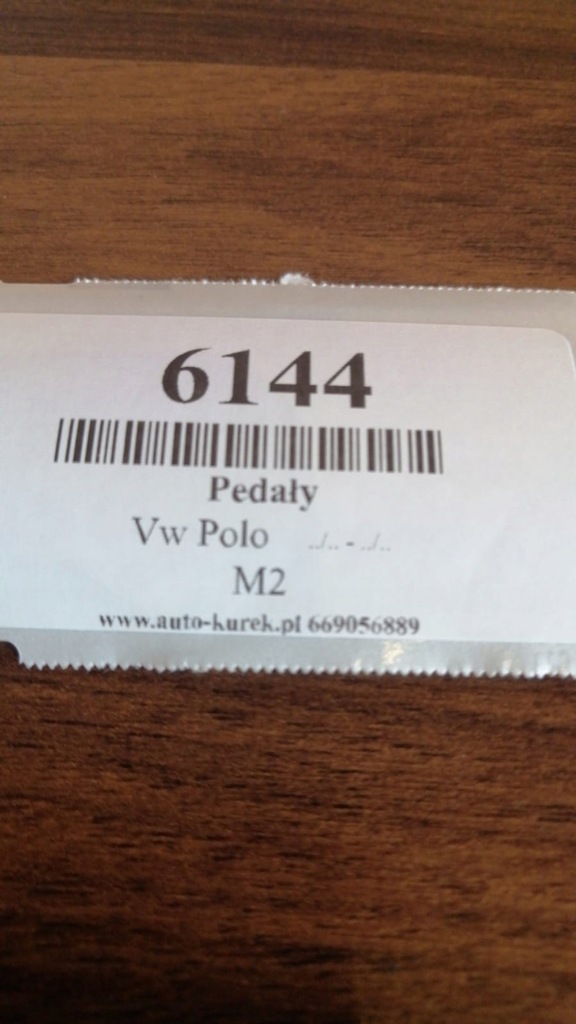 6144
Pedały
Vw Polo ../.. - ../..
M2
www.auto-kurek.pl 669056889